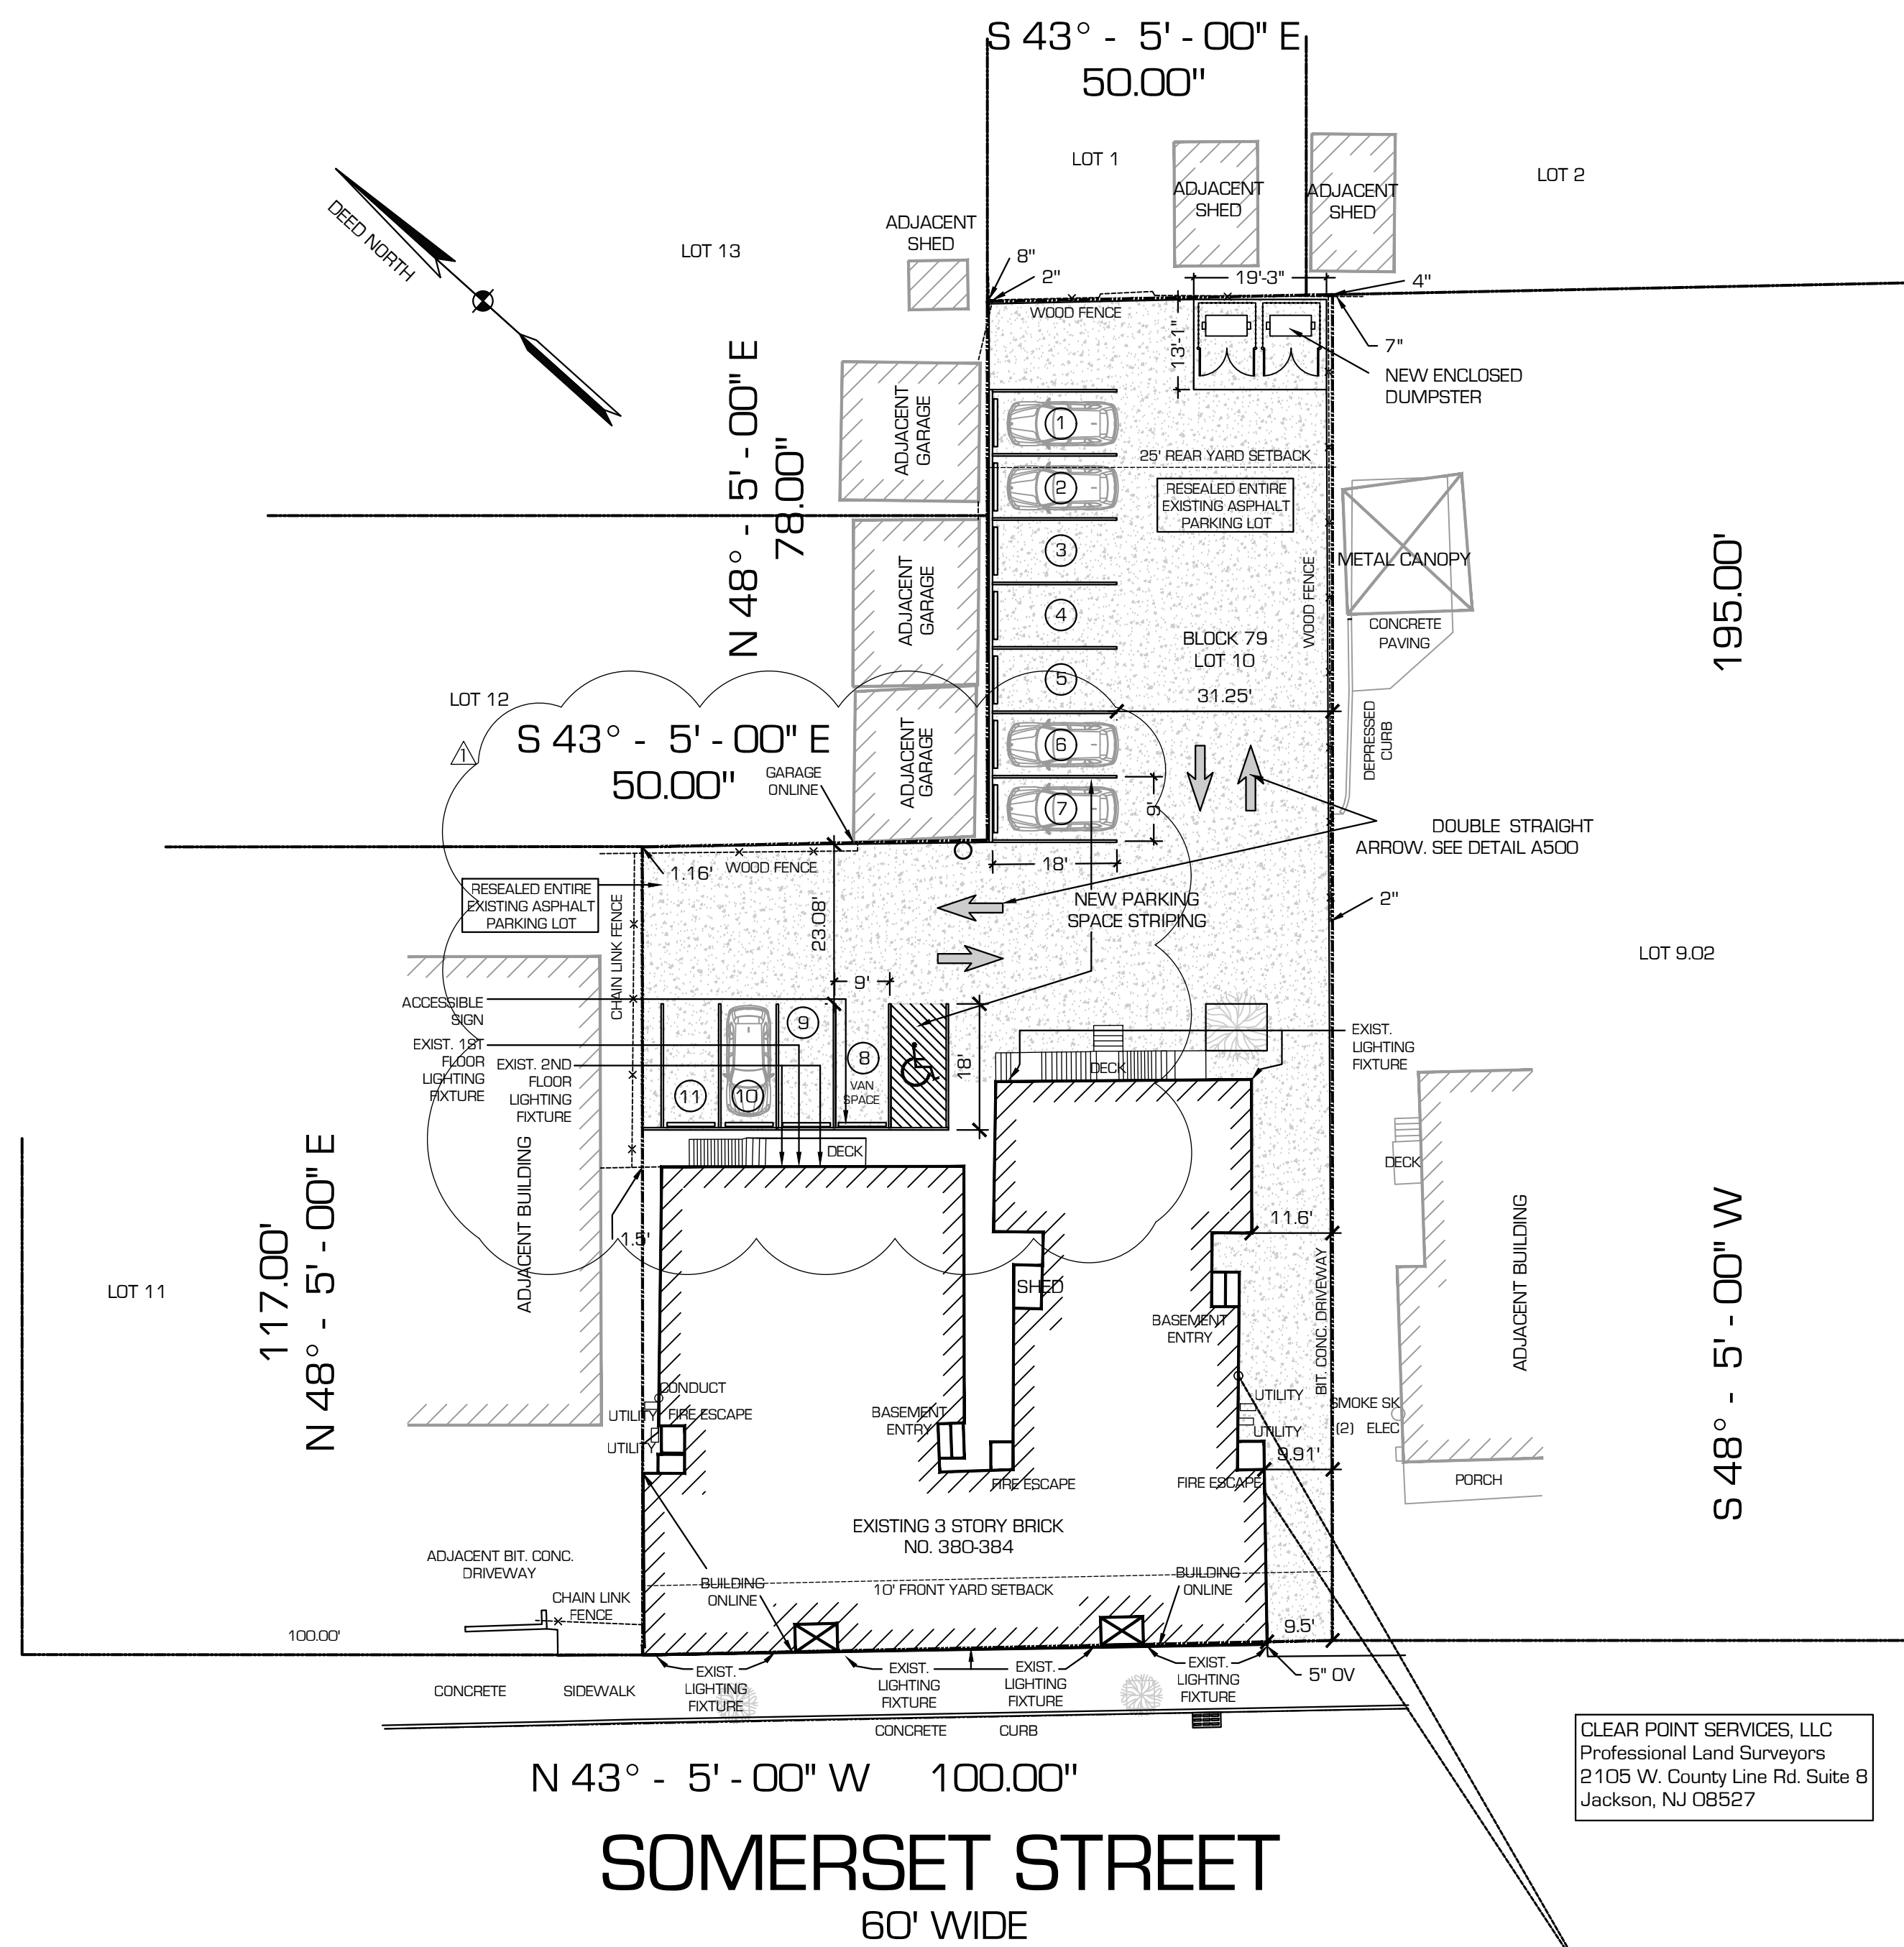 S 43° - 5' - 00" E
50.00"
LOT 1
ADJACENT
SHED
ADJACENT
SHED
LOT 2
DEED NORTH
LOT 13
ADJACENT
SHED
8"
2"
19'-3"
4"
WOOD FENCE
13'-1"
7"
NEW ENCLOSED
DUMPSTER
N 48° - 5' - 00" E
78.00"
ADJACENT
GARAGE
1
25' REAR YARD SETBACK
2
RESEALED ENTIRE
EXISTING ASPHALT
PARKING LOT
3
METAL CANOPY
195.00'
ADJACENT
GARAGE
WOOD FENCE
4
CONCRETE
PAVING
BLOCK 79
LOT 10
5
31.25'
LOT 12
S 43° - 5' - 00" E
50.00"
1
GARAGE
ONLINE
ADJACENT
GARAGE
6
DEPRESSED
CURB
7
9'
DOUBLE STRAIGHT
ARROW. SEE DETAIL A500
18'
WOOD FENCE
1.16'
RESEALED ENTIRE
EXISTING ASPHALT
PARKING LOT
CHAIN LINK FENCE
23.08'
NEW PARKING
SPACE STRIPING
2"
LOT 9.02
9'
ACCESSIBLE
SIGN
EXIST. 1ST
FLOOR
LIGHTING
FIXTURE
EXIST. 2ND
FLOOR
LIGHTING
FIXTURE
9
8
VAN
SPACE
11
10
18'
DECK
EXIST.
LIGHTING
FIXTURE
DECK
DECK
ADJACENT BUILDING
1.5'
11.6'
117.00'
N 48° - 5' - 00" E
LOT 11
SHED
BASEMENT
ENTRY
BIT. CONC. DRIVEWAY
ADJACENT BUILDING
S 48° - 5' - 00" W
CONDUCT
UTILITY
FIRE ESCAPE
UTILITY
BASEMENT
ENTRY
UTILITY
UTILITY
SMOKE SK
(2) ELEC
9.91'
FIRE ESCAPE
FIRE ESCAPE
PORCH
EXISTING 3 STORY BRICK
NO. 380-384
ADJACENT BIT. CONC.
DRIVEWAY
CHAIN LINK
FENCE
BUILDING
ONLINE
10' FRONT YARD SETBACK
BUILDING
ONLINE
100.00'
9.5'
5" OV
EXIST.
LIGHTING
FIXTURE
EXIST.
LIGHTING
FIXTURE
EXIST.
LIGHTING
FIXTURE
EXIST.
LIGHTING
FIXTURE
CONCRETE SIDEWALK
CONCRETE CURB
N 43° - 5' - 00" W 100.00"
CLEAR POINT SERVICES, LLC
Professional Land Surveyors
2105 W. County Line Rd. Suite 8
Jackson, NJ 08527
SOMERSET STREET
60' WIDE